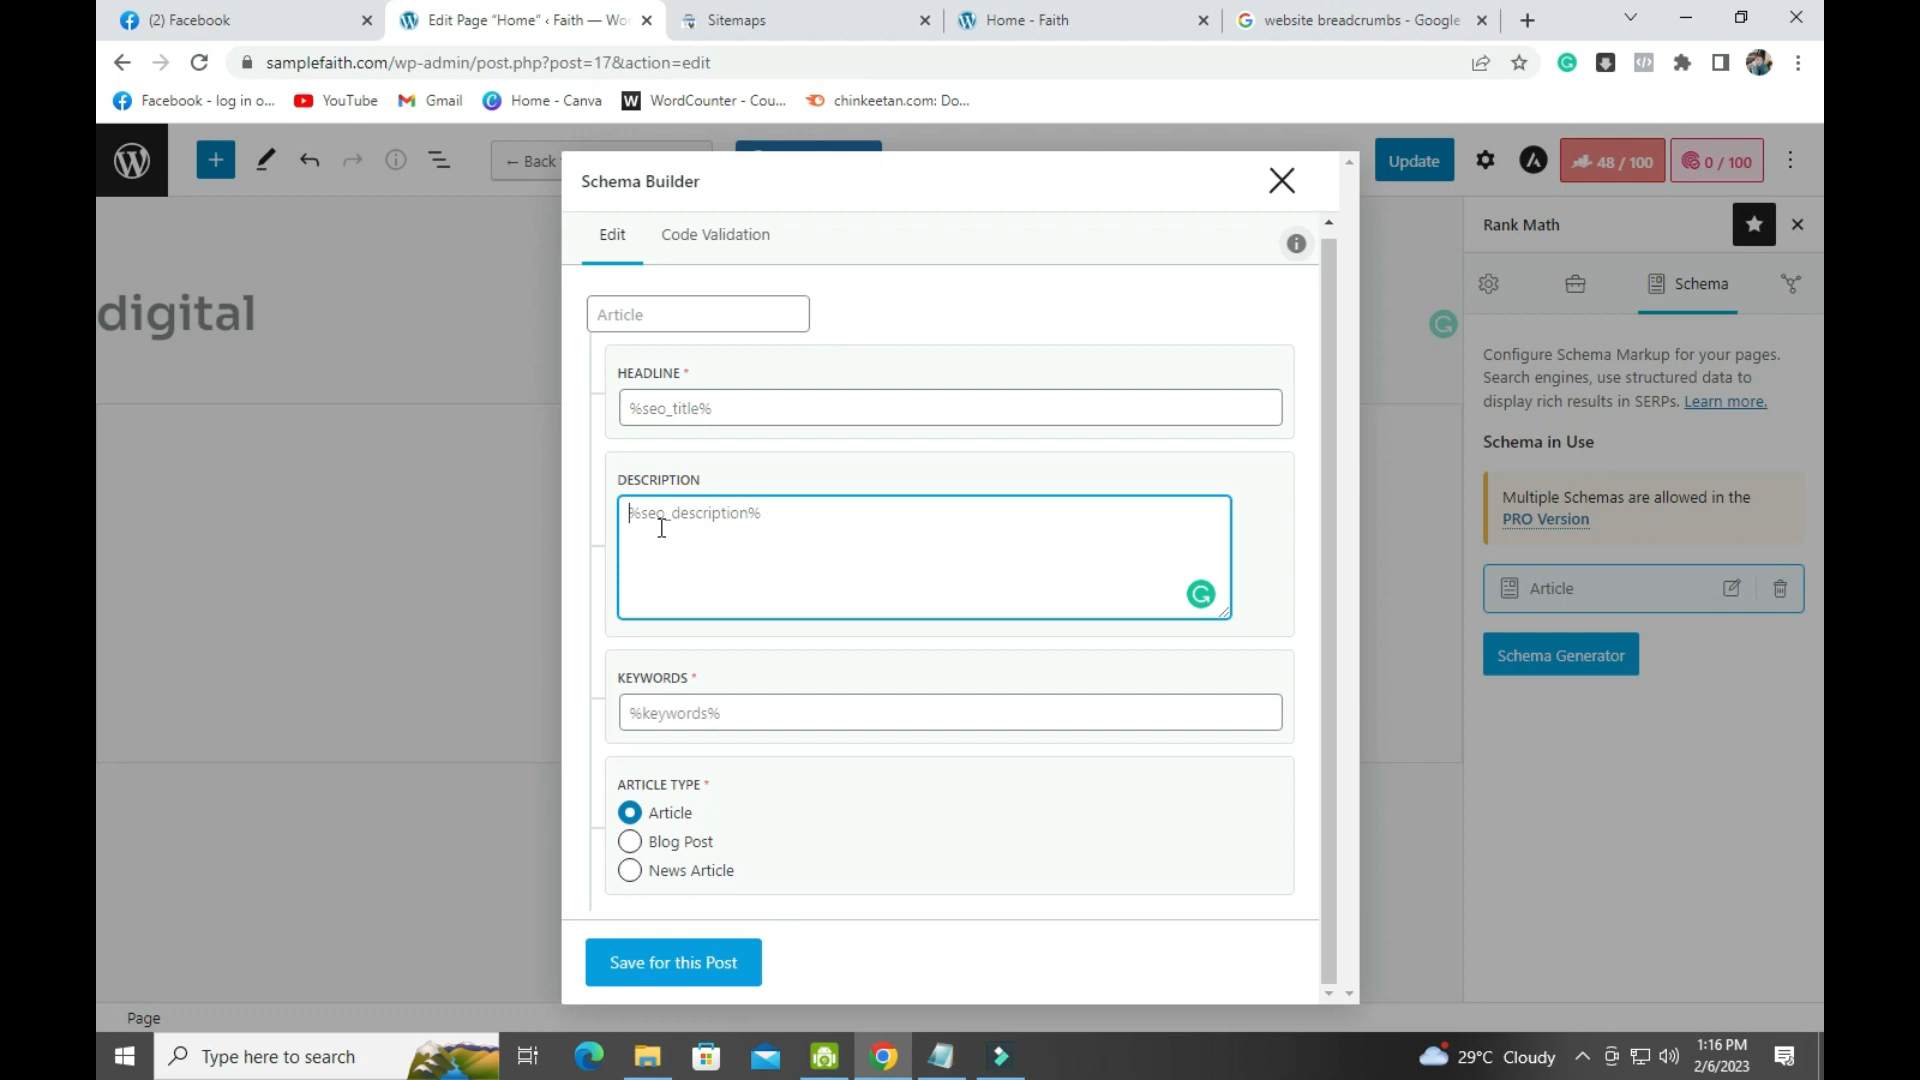 (2) Facebook
Edit Page “Home” ‹ Faith — Wo
Sitemaps
Home - Faith
website breadcrumbs - Google
samplefaith.com/wp-admin/post.php?post=17&action=edit
Facebook - log in o...
YouTube
Gmail
Home - Canva
WordCounter - Cou...
chinkeetan.com: Do...
← Back
Update
48 / 100
0 / 100
Schema Builder
Edit
Code Validation
digital
Article
HEADLINE *
%seo_title%
DESCRIPTION
%seo_description%
KEYWORDS *
%keywords%
ARTICLE TYPE *
Article
Blog Post
News Article
Save for this Post
Rank Math
Schema
Configure Schema Markup for your pages.
Search engines, use structured data to
display rich results in SERPs. Learn more.
Schema in Use
Multiple Schemas are allowed in the
PRO Version
Article
Schema Generator
Page
Type here to search
29°C Cloudy
1:16 PM
2/6/2023